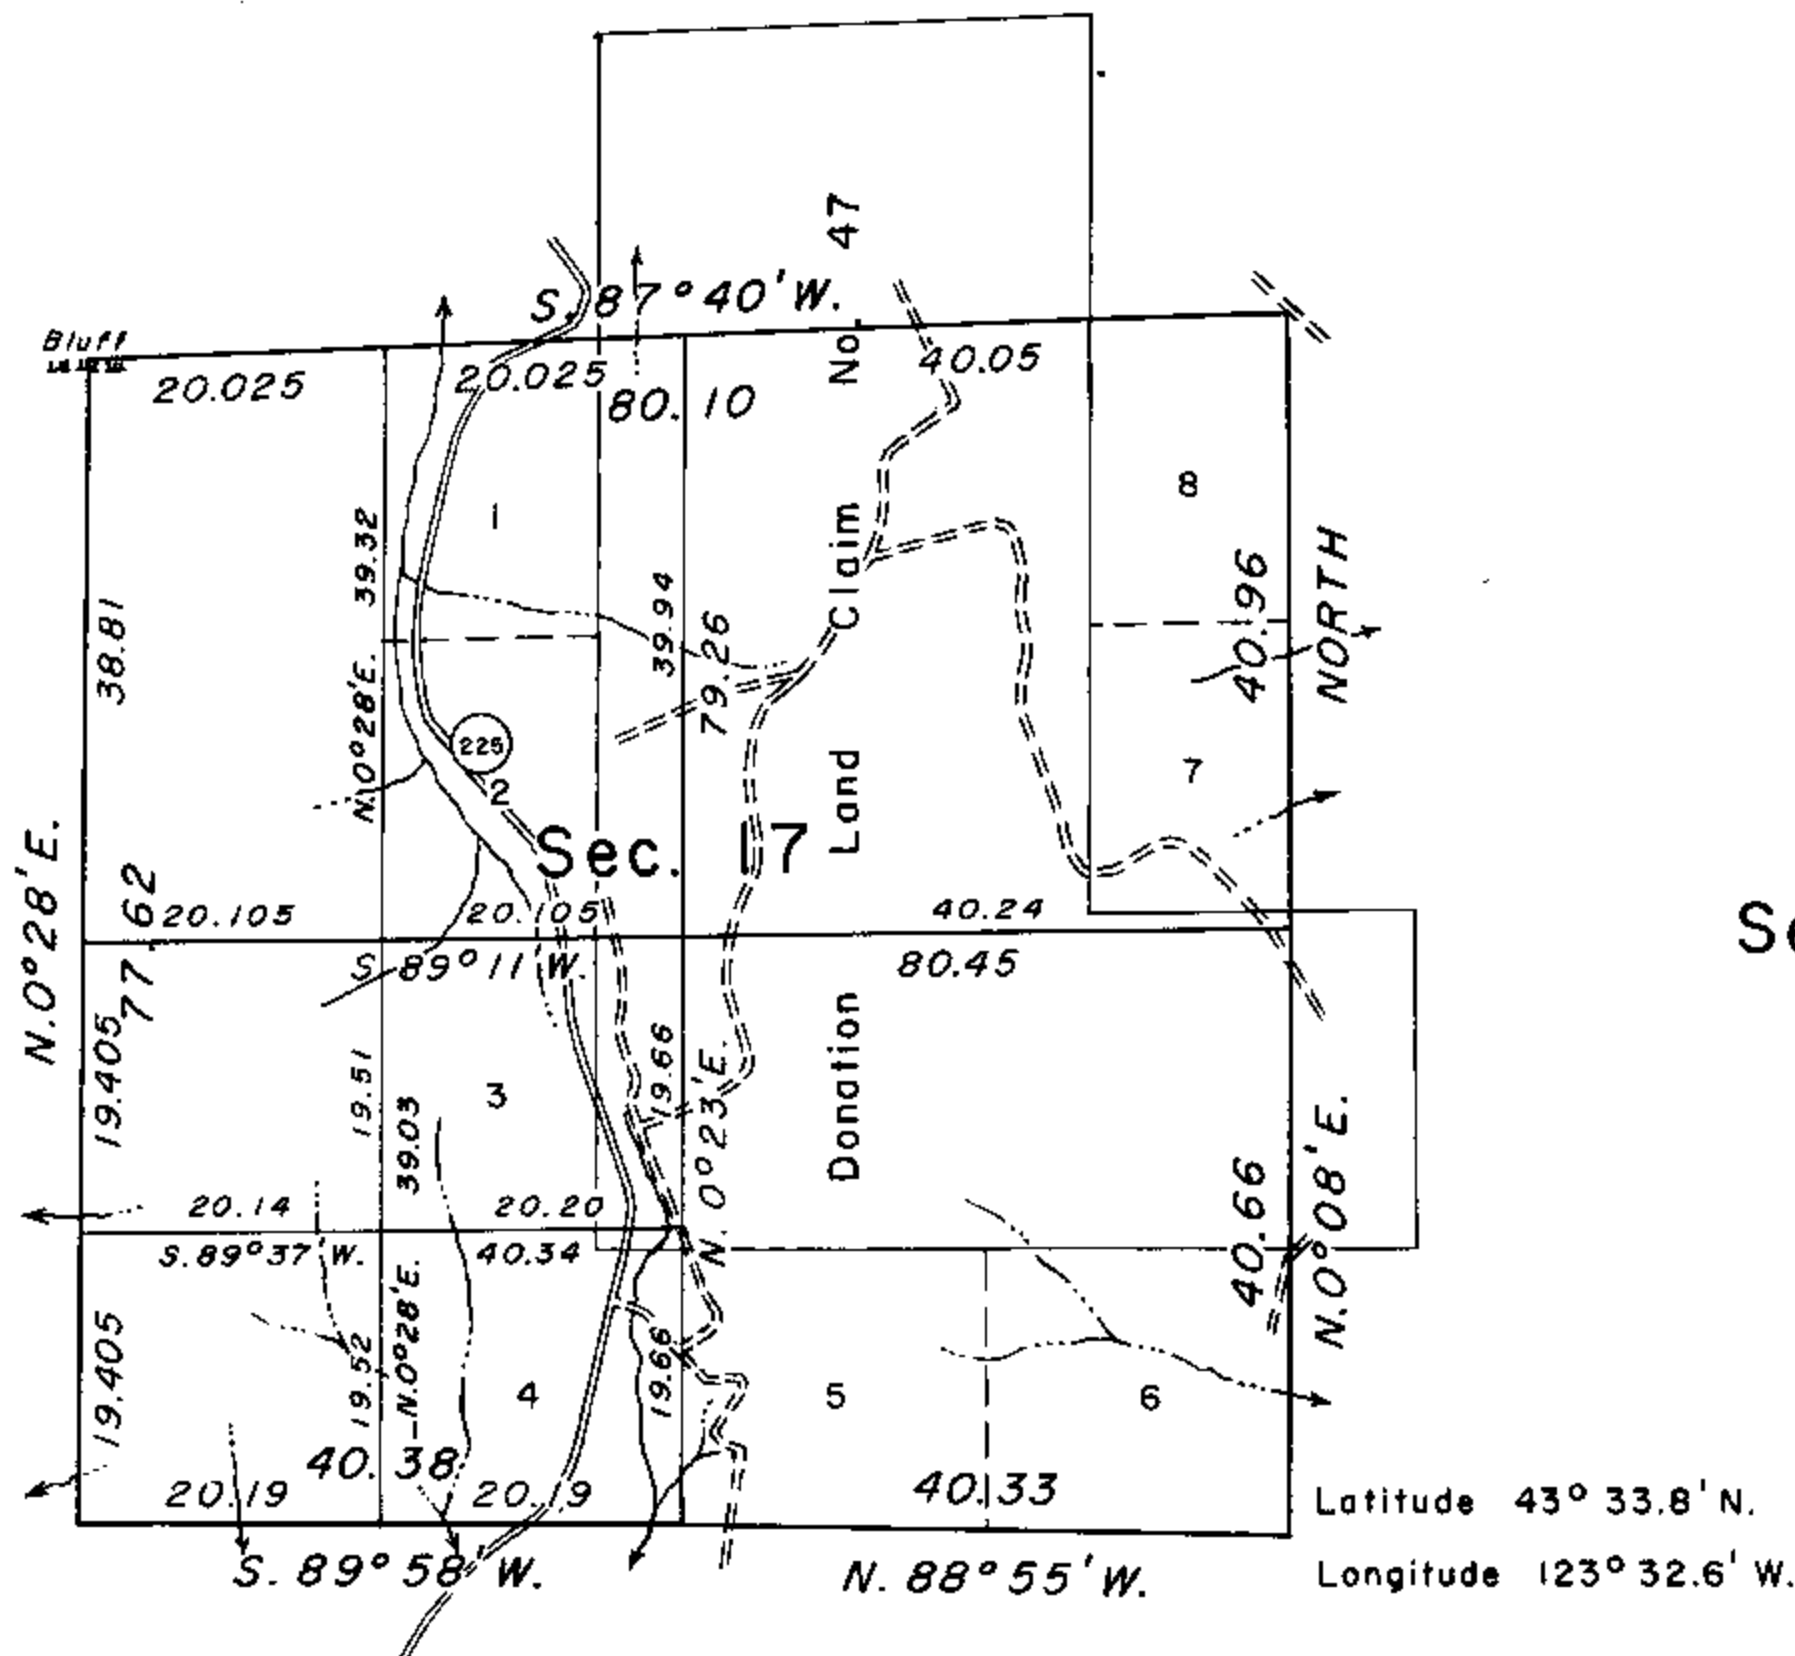 47
S. 87°40'W.
Bluff
20.025
20.025
80.10
No.
40.05
8
1
39.32
Claim
40.96
NORTH
38.81
39.94
79.26
N.0°28'E.
225
2
7
Land
Sec. 17
N.0°28'E.
77.62
20.105
20.105
40.24
S 89°11'W.
80.45
Donation
19.405
19.51
39.03
3
19.66
N.0°23'E.
20.14
20.20
S.89°37'W.
40.34
40.66
N.0°08'E.
19.405
19.52
N.0°28'E.
4
19.66
5
6
40.38
20.19
20.19
40.33
Latitude 43° 33.8' N.
S. 89°58' W.
N. 88°55' W.
Longitude 123° 32.6' W.